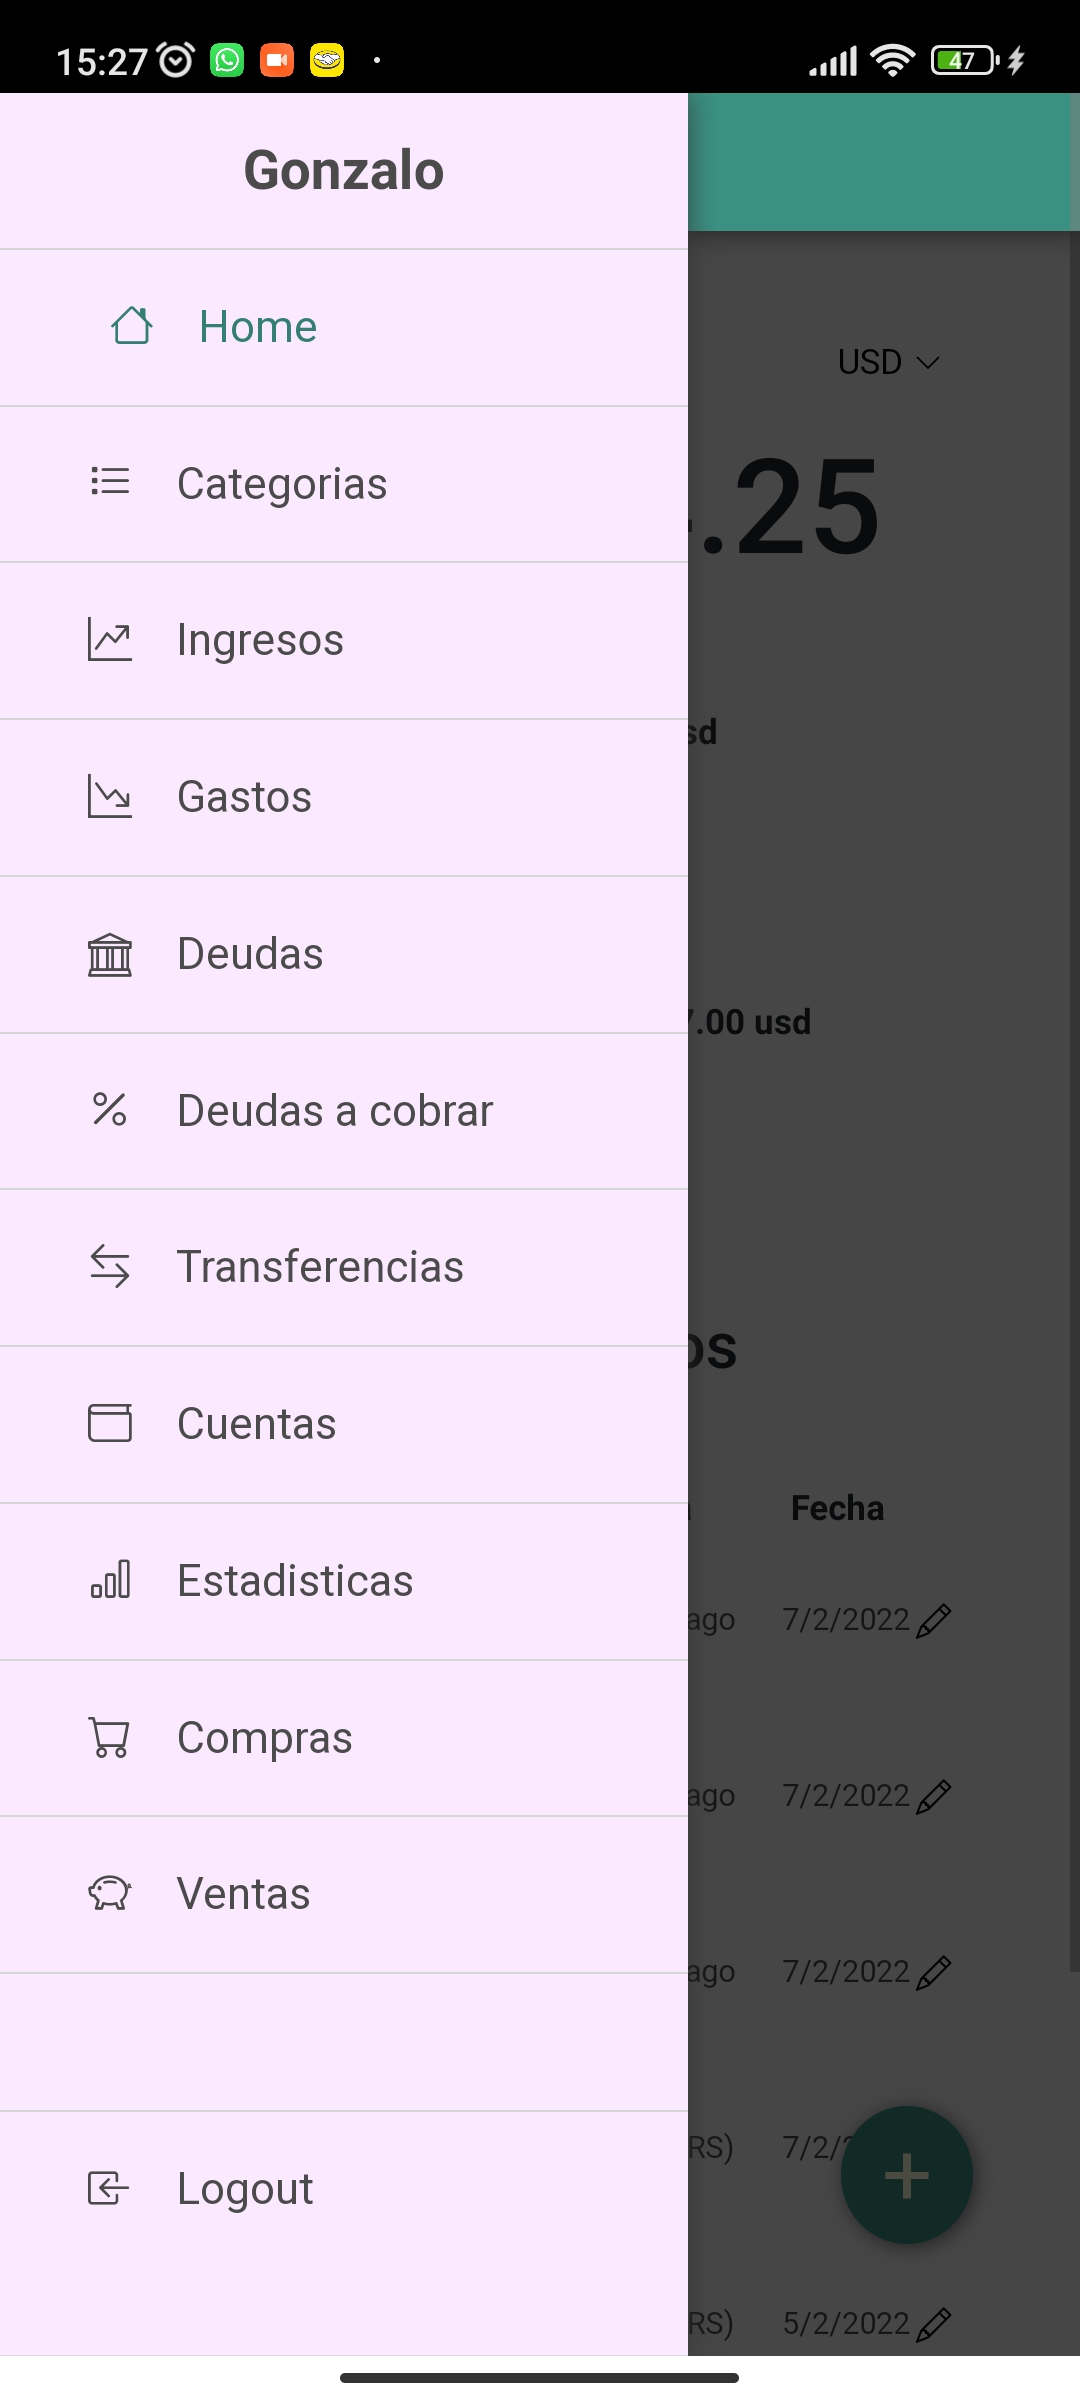 15:27
47
Gonzalo
Home
USD
Categorias
.25
Ingresos
sd
Gastos
Deudas
.00 usd
Deudas a cobrar
Transferencias
os
Cuentas
Fecha
Estadisticas
ago 7/2/2022
Compras
ago 7/2/2022
Ventas
ago 7/2/2022
RS) 7/2/
Logout
RS) 5/2/2022